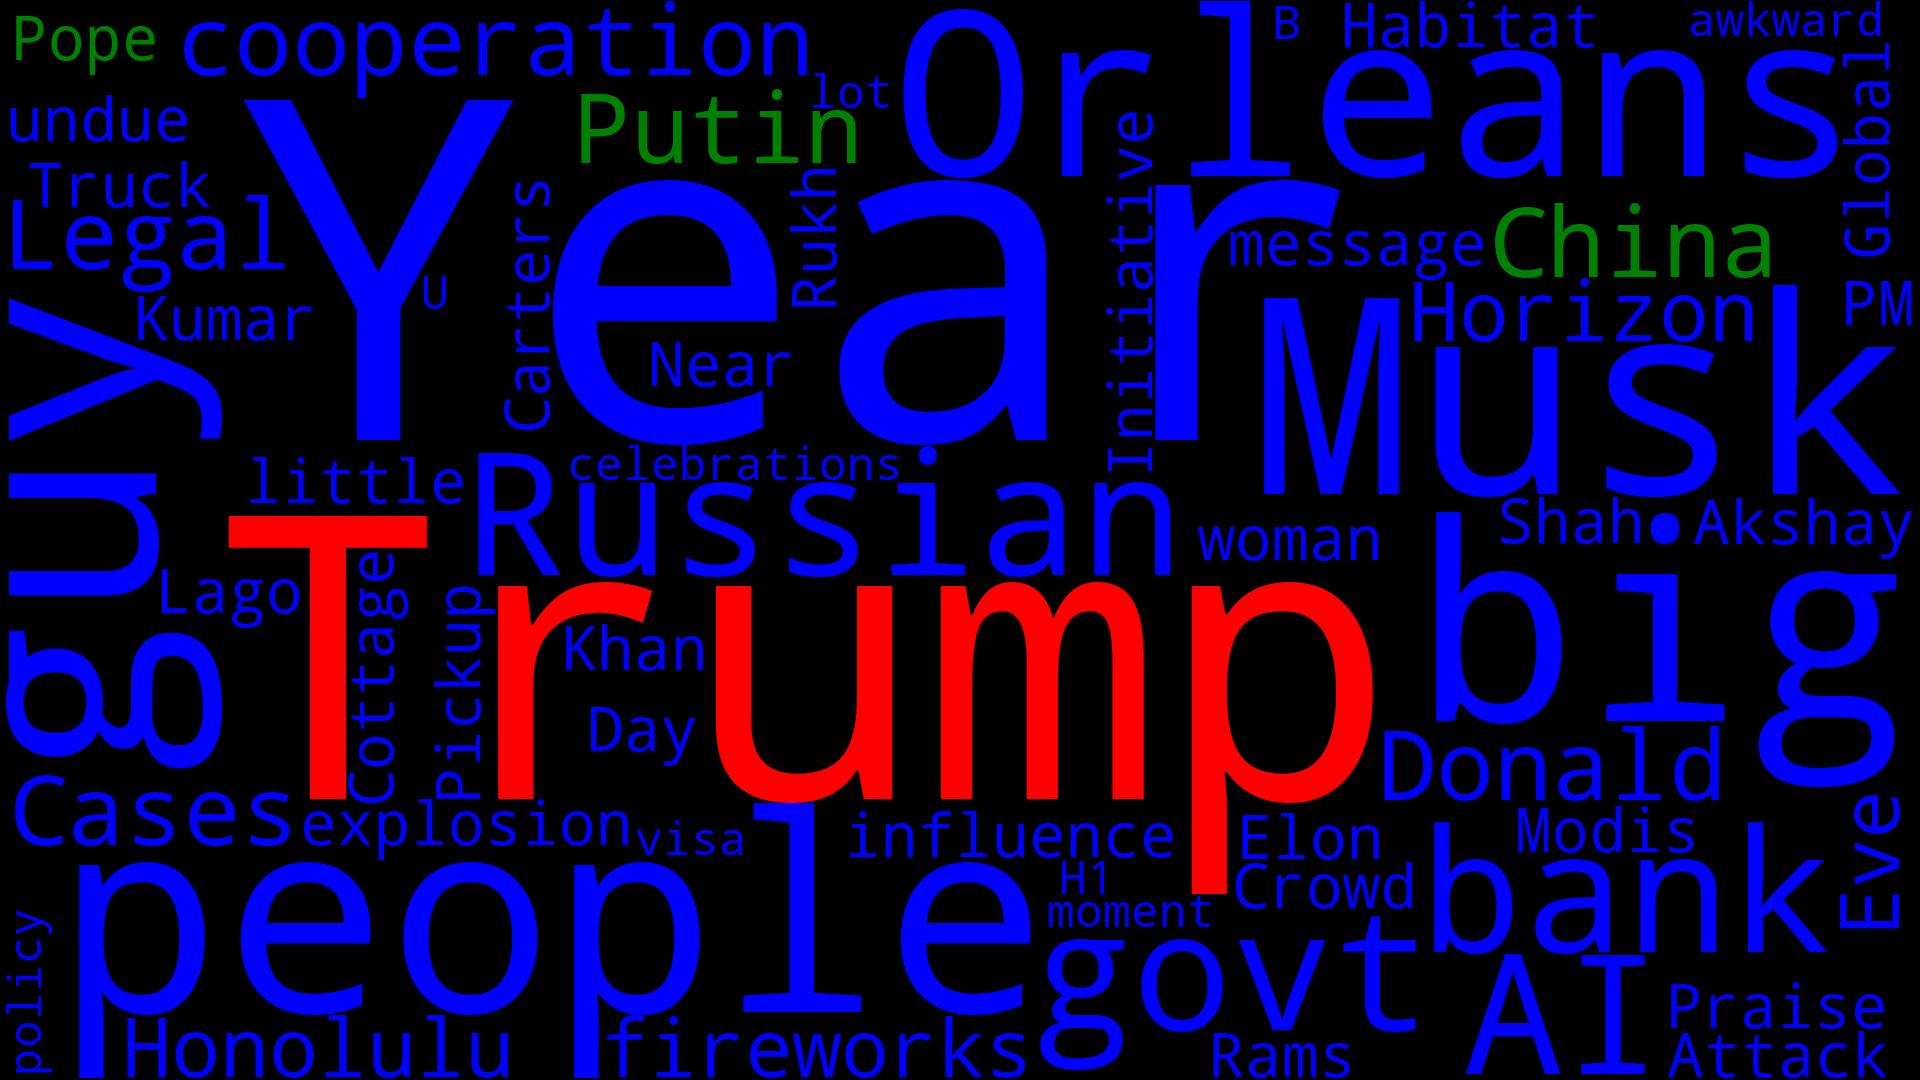 Pope
cooperation
Orleans
B
Habitat
awkward
undue
Putin
lot
Global
Truck
Year
Rukh
Initiative
Legal
Carters
message
China
Kumar
U
Near
Musk
Horizon
PM
guy
little
Russian
celebrations
woman
Shah
Akshay
Lago
Trump
Cottage
Pickup
Khan
Day
big
Donald
Cases
explosion
visa
influence
Elon
Modis
Eve
people
H1
moment
Crowd
bank
policy
govt
AI
Praise
Honolulu
fireworks
Rams
Attack